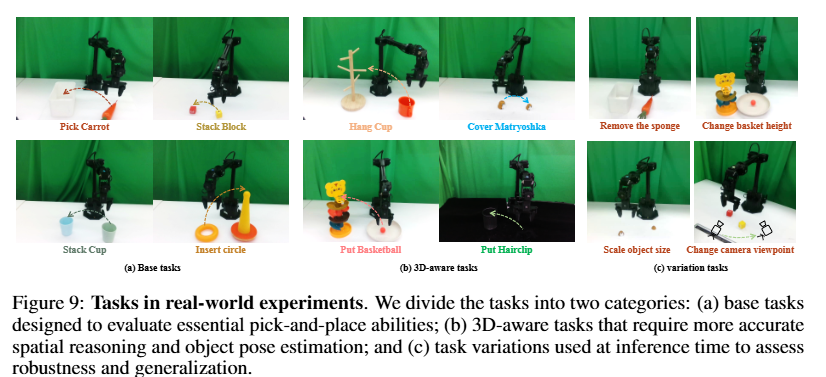 Pick Carrot
Stack Block
Hang Cup
Cover Matryoshka
Remove the sponge
Change basket height
Stack Cup
Insert circle
Put Basketball
Put Hairclip
Scale object size
Change camera viewpoint
(a) Base tasks
(b) 3D-aware tasks
(c) variation tasks
Figure 9: Tasks in real-world experiments. We divide the tasks into two categories: (a) base tasks
designed to evaluate essential pick-and-place abilities; (b) 3D-aware tasks that require more accurate
spatial reasoning and object pose estimation; and (c) task variations used at inference time to assess
robustness and generalization.